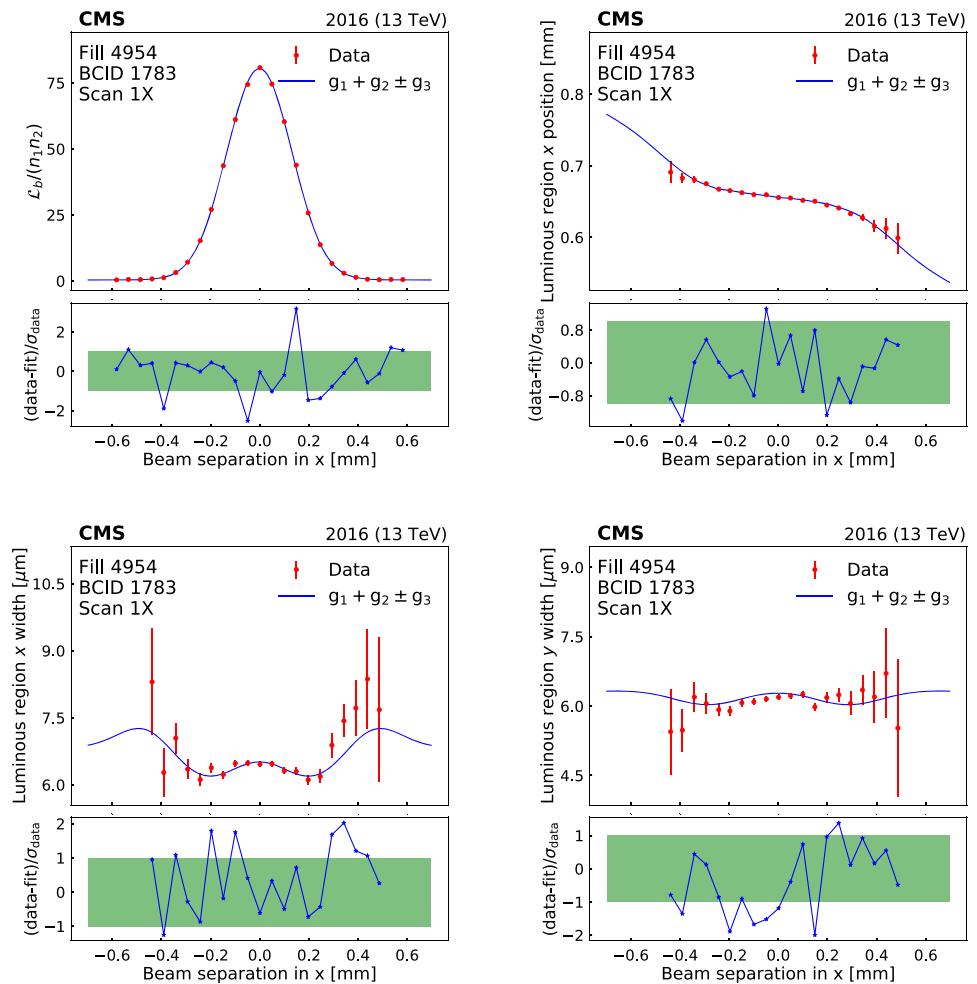 CMS 2016 (13 TeV)
Fill 4954
BCID 1783
Scan 1X
Data
g₁ + g₂ ± g₃
ℒ_b/(n₁n₂)
75
50
25
0
(data-fit)/σ_data
2
0
−2
−0.6 −0.4 −0.2 0.0 0.2 0.4 0.6
Beam separation in x [mm]
CMS 2016 (13 TeV)
Fill 4954
BCID 1783
Scan 1X
Data
g₁ + g₂ ± g₃
Luminous region x position [mm]
0.8
0.7
0.6
(data-fit)/σ_data
0.8
0.0
−0.8
−0.6 −0.4 −0.2 0.0 0.2 0.4 0.6
Beam separation in x [mm]
CMS 2016 (13 TeV)
Fill 4954
BCID 1783
Scan 1X
Data
g₁ + g₂ ± g₃
Luminous region x width [μm]
10.5
9.0
7.5
6.0
(data-fit)/σ_data
2
1
0
−1
−0.6 −0.4 −0.2 0.0 0.2 0.4 0.6
Beam separation in x [mm]
CMS 2016 (13 TeV)
Fill 4954
BCID 1783
Scan 1X
Data
g₁ + g₂ ± g₃
Luminous region y width [μm]
9.0
7.5
6.0
4.5
(data-fit)/σ_data
1
0
−1
−2
−0.6 −0.4 −0.2 0.0 0.2 0.4 0.6
Beam separation in x [mm]